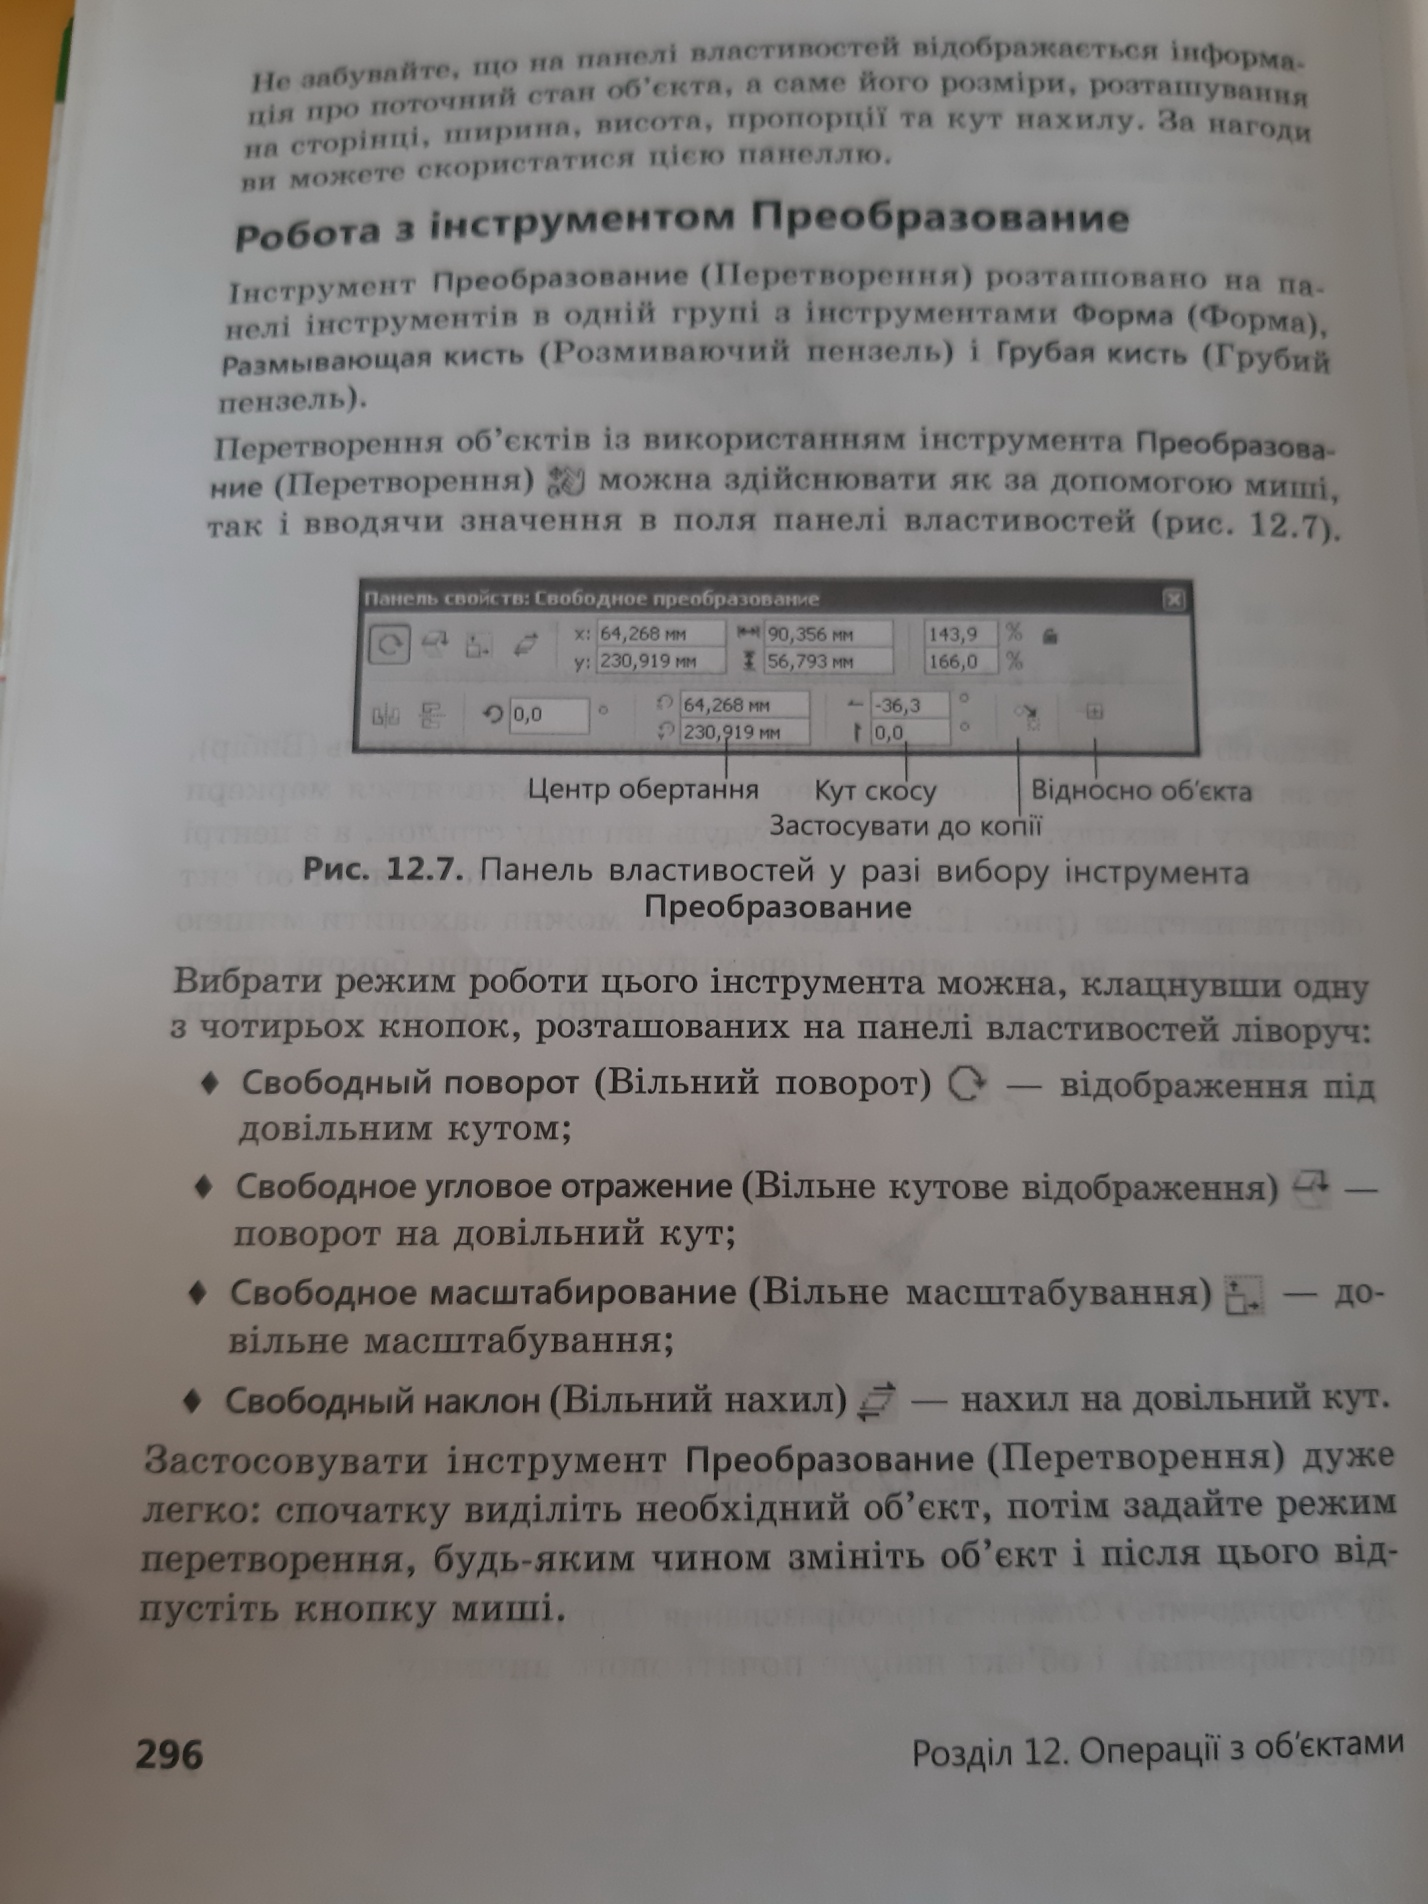 Не забувайте, що на панелі властивостей відображається інформа-
ція про поточний стан об’єкта, а саме його розміри, розташування
на сторінці, ширина, висота, пропорції та кут нахилу. За нагоди
ви можете скористатися цією панеллю.
Робота з інструментом Преобразование
Інструмент Преобразование (Перетворення) розташовано на па-
нелі інструментів в одній групі з інструментами Форма (Форма),
Размывающая кисть (Розмиваючий пензель) і Грубая кисть (Грубий
пензель).
Перетворення об’єктів із використанням інструмента Преобразова-
ние (Перетворення) можна здійснювати як за допомогою миші,
так і вводячи значення в поля панелі властивостей (рис. 12.7).
Панель свойств: Свободное преобразование
x: 64,268 мм 90,356 мм 143,9 %
y: 230,919 мм 56,793 мм 166,0 %
0,0 ° 64,268 мм -36,3 °
230,919 мм 0,0 °
Центр обертання Кут скосу Відносно об’єкта
Застосувати до копії
Рис. 12.7. Панель властивостей у разі вибору інструмента
Преобразование
Вибрати режим роботи цього інструмента можна, клацнувши одну
з чотирьох кнопок, розташованих на панелі властивостей ліворуч:
♦ Свободный поворот (Вільний поворот) — відображення під
довільним кутом;
♦ Свободное угловое отражение (Вільне кутове відображення) —
поворот на довільний кут;
♦ Свободное масштабирование (Вільне масштабування) — до-
вільне масштабування;
♦ Свободный наклон (Вільний нахил) — нахил на довільний кут.
Застосовувати інструмент Преобразование (Перетворення) дуже
легко: спочатку виділіть необхідний об’єкт, потім задайте режим
перетворення, будь-яким чином змініть об’єкт і після цього від-
пустіть кнопку миші.
296 Розділ 12. Операції з об’єктами